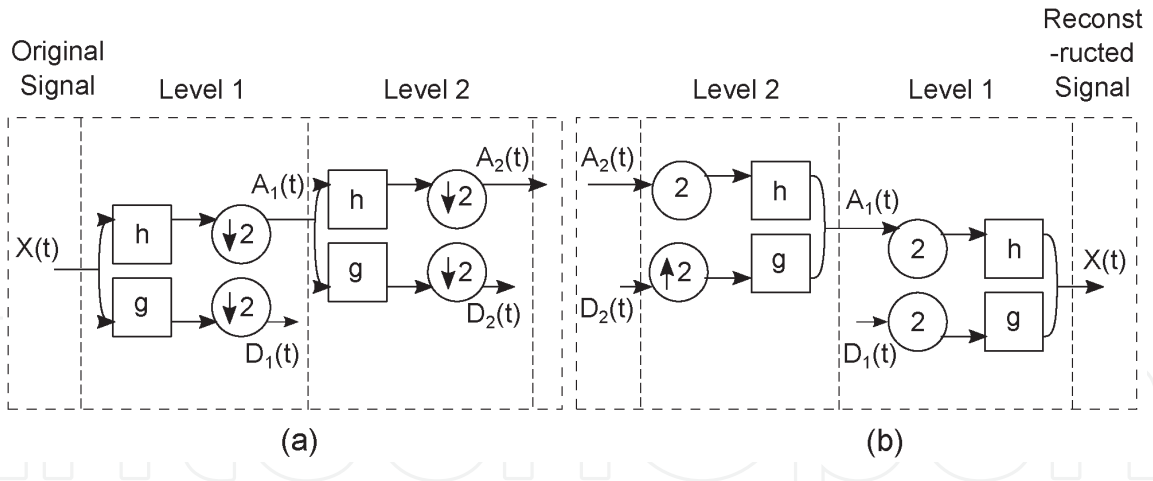 Original
Signal
Level 1
Level 2
X(t)
h
↓2
A₁(t)
g
↓2
D₁(t)
h
↓2
A₂(t)
g
↓2
D₂(t)
(a)
Level 2
Level 1
Reconst
-ructed
Signal
A₂(t)
2
h
D₂(t)
↑2
g
A₁(t)
2
h
D₁(t)
2
g
X(t)
(b)